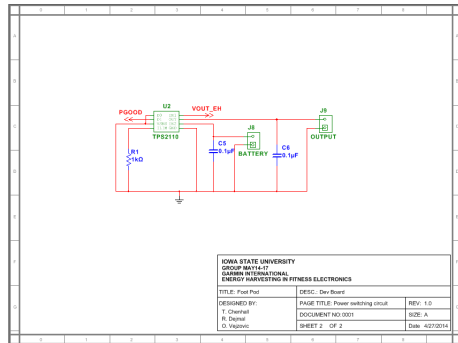 U2
PGOOD
VOUT_EH
TPS2110
R1
1kΩ
C5
0.1µF
J8
BATTERY
C6
0.1µF
J9
OUTPUT
IOWA STATE UNIVERSITY
GROUP MAY14-17
GARMIN INTERNATIONAL
ENERGY HARVESTING IN FITNESS ELECTRONICS
TITLE: Foot Pod
DESC.: Dev Board
DESIGNED BY:
T. Chenhall
R. Dejmal
O. Vejzovic
PAGE TITLE: Power switching circuit
REV: 1.0
DOCUMENT NO:0001
SIZE: A
SHEET 2 OF 2
Date 4/27/2014